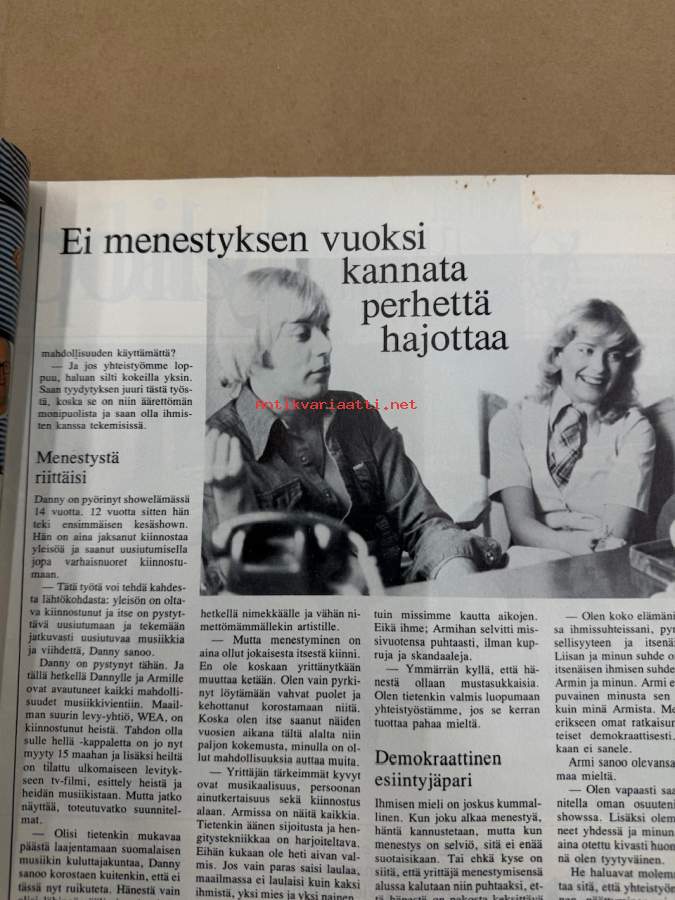 Ei menestyksen vuoksi
kannata
perhettä
hajottaa
antikvariaatti.net
mahdollisuuden käyttämättä?
— Ja jos yhteistyömme lop-
puu, haluan silti kokeilla yksin.
Saan tyydytyksen juuri tästä työs-
tä, koska se on niin äärettömän
monipuolista ja saan olla ihmis-
ten kanssa tekemisissä.
Menestystä
riittäisi
Danny on pyörinyt showelämässä
14 vuotta. 12 vuotta sitten hän
teki ensimmäisen kesäshown.
Hän on aina jaksanut kiinnostaa
yleisöä ja saanut uusiutumisella
jopa varhaisnuoret kiinnostu-
maan.
— Tätä työtä voi tehdä kahdes-
ta lähtökohdasta: yleisön on olta-
va kiinnostunut ja itse on pystyt-
tävä uusiutumaan ja tekemään
jatkuvasti uusiutuvaa musiikkia
ja viihdettä, Danny sanoo.
Danny on pystynyt tähän. Ja
tällä hetkellä Dannylle ja Armille
ovat avautuneet kaikki mahdolli-
suudet musiikkivientiin. Maail-
man suurin levy-yhtiö, WEA, on
kiinnostunut heistä. Tahdon olla
sulle hellä -kappaletta on jo nyt
myyty 15 maahan ja lisäksi heiltä
on tilattu ulkomaiseen levityk-
seen tv-filmi, esittely heistä ja
heidän musiikistaan. Mutta jatko
näyttää, toteutuvatko suunnitel-
mat.
— Olisi tietenkin mukavaa
päästä laajentamaan suomalaisen
musiikin kuluttajakuntaa, Danny
sanoo korostaen kuitenkin, että ei
tässä nyt ruikuteta. Hänestä vain
hetkellä nimekkäälle ja vähän ni-
mettömämmällekin artistille.
— Mutta menestyminen on
aina ollut jokaisesta itsestä kiinni.
En ole koskaan yrittänytkään
muuttaa ketään. Olen vain pyrki-
nyt löytämään vahvat puolet ja
kehottanut korostamaan niitä.
Koska olen itse saanut näiden
vuosien aikana tältä alalta niin
paljon kokemusta, minulla on ol-
lut mahdollisuuksia auttaa muita.
— Yrittäjän tärkeimmät kyvyt
ovat musikaalisuus, persoonan
ainutkertaisuus sekä kiinnostus
alaan. Armissa on näitä kaikkia.
Tietenkin äänen sijoitusta ja hen-
gitystekniikkaa on harjoiteltava.
Eihän kukaan ole heti aivan val-
mis. Jos vain paras saisi laulaa,
maailmassa ei laulaisi kuin kaksi
ihmistä, yksi mies ja yksi nainen.
tuin missimme kautta aikojen.
Eikä ihme; Armihan selvitti mis-
sivuotensa puhtaasti, ilman kup-
ruja ja skandaaleja.
— Ymmärrän kyllä, että hä-
nestä ollaan mustasukkaisia.
Olen tietenkin valmis luopumaan
yhteistyöstämme, jos se kerran
tuottaa pahaa mieltä.
Demokraattinen
esiintyjäpari
Ihmisen mieli on joskus kummal-
linen. Kun joku alkaa menestyä,
häntä kannustetaan, mutta kun
menestys on selviö, sitä ei enää
suotaisikaan. Tai ehkä kyse on
siitä, että yrittäjä menestymisensä
alussa kalutaan niin puhtaaksi, et-
— Olen koko elämäni
sa ihmissuhteissani, pyr
sellisyyteen ja itsenäi
Liisan ja minun suhde o
itsenäisen ihmisen suhde
Armin ja minun. Armi e
puvainen minusta sen
kuin minä Armista. Me
erikseen omat ratkaisur
teiset demokraattisesti.
kaan ei sanele.
Armi sanoo olevansa
maa mieltä.
— Olen vapaasti saa
nitella oman osuuteni
showssa. Lisäksi olem
neet yhdessä ja minun
aina otettu kivasti huon
nä olen tyytyväinen.
He haluavat molemı
taa sitä, että yhteistyön